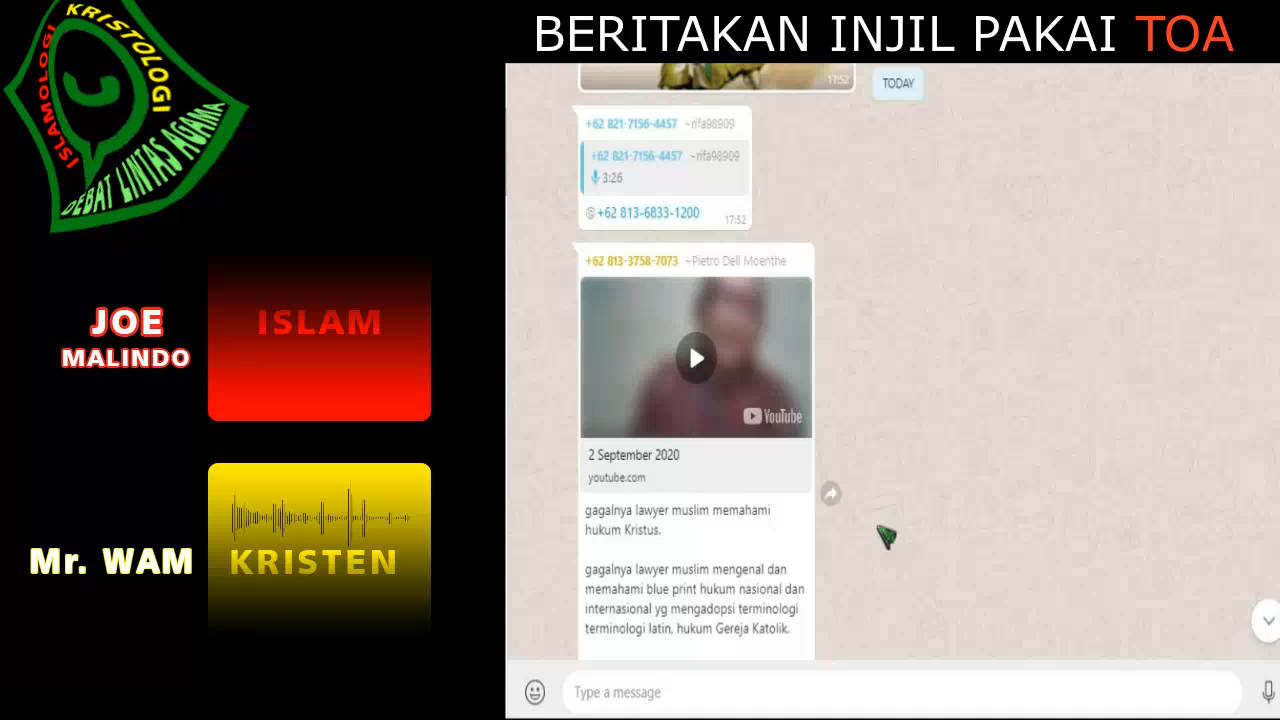 BERITAKAN INJIL PAKAI TOA
ISLAMOLOGI
KRISTOLOGI
DEBAT LINTAS AGAMA
JOE
MALINDO
ISLAM
Mr. WAM
KRISTEN
17:52
TODAY
+62 821-7156-4457 ~rifa98909
+62 821-7156-4457 ~rifa98909
3:26
@+62 813-6833-1200
17:52
+62 813-3758-7073 ~Pietro Dell Moenthe
YouTube
2 September 2020
youtube.com
gagalnya lawyer muslim memahami
hukum Kristus.
gagalnya lawyer muslim mengenal dan
memahami blue print hukum nasional dan
internasional yg mengadopsi terminologi
terminologi latin, hukum Gereja Katolik.
Type a message